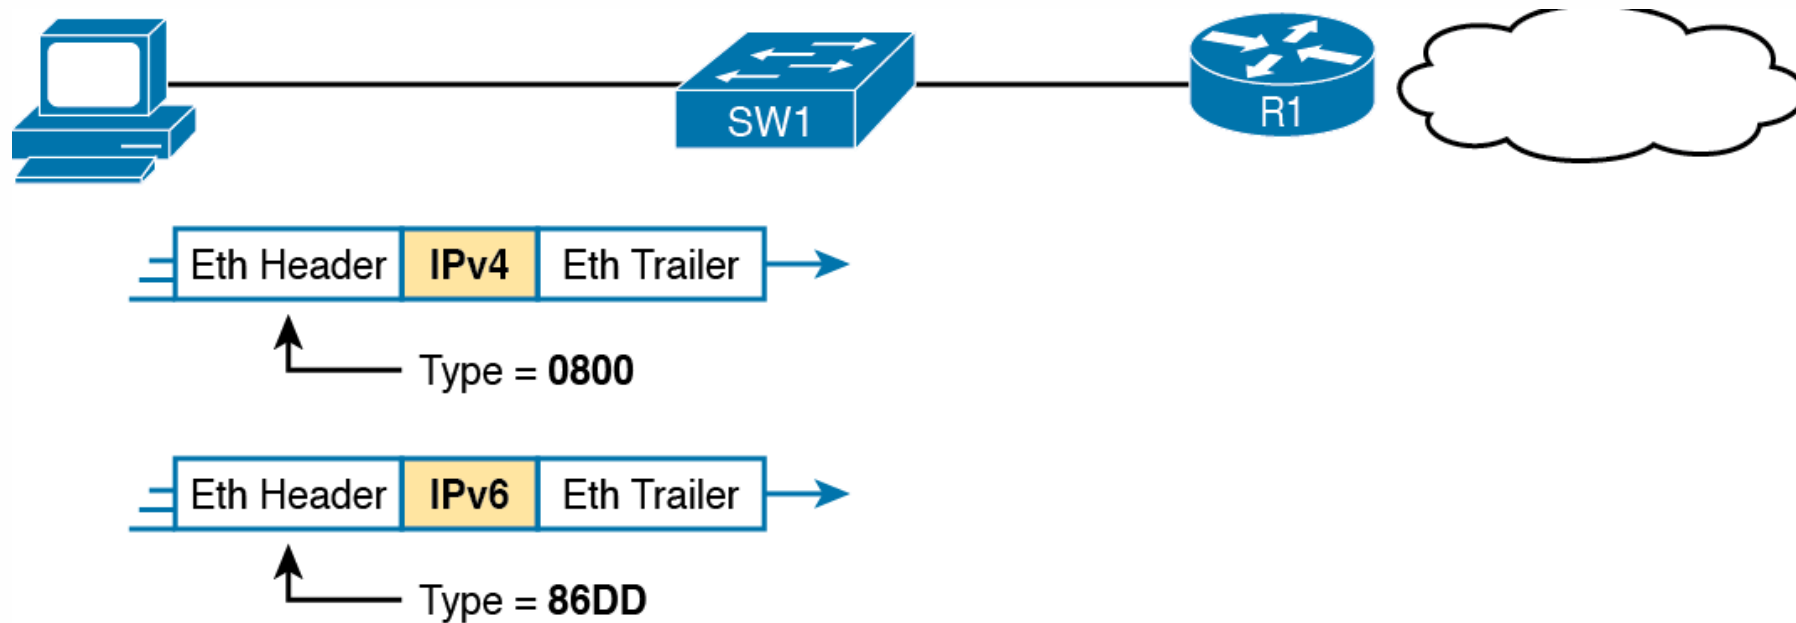 SW1
R1
Eth Header IPv4 Eth Trailer
Type = 0800
Eth Header IPv6 Eth Trailer
Type = 86DD